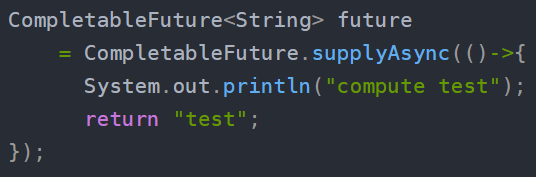 CompletableFuture<String> future
    = CompletableFuture.supplyAsync(()->{
      System.out.println("compute test");
      return "test";
});